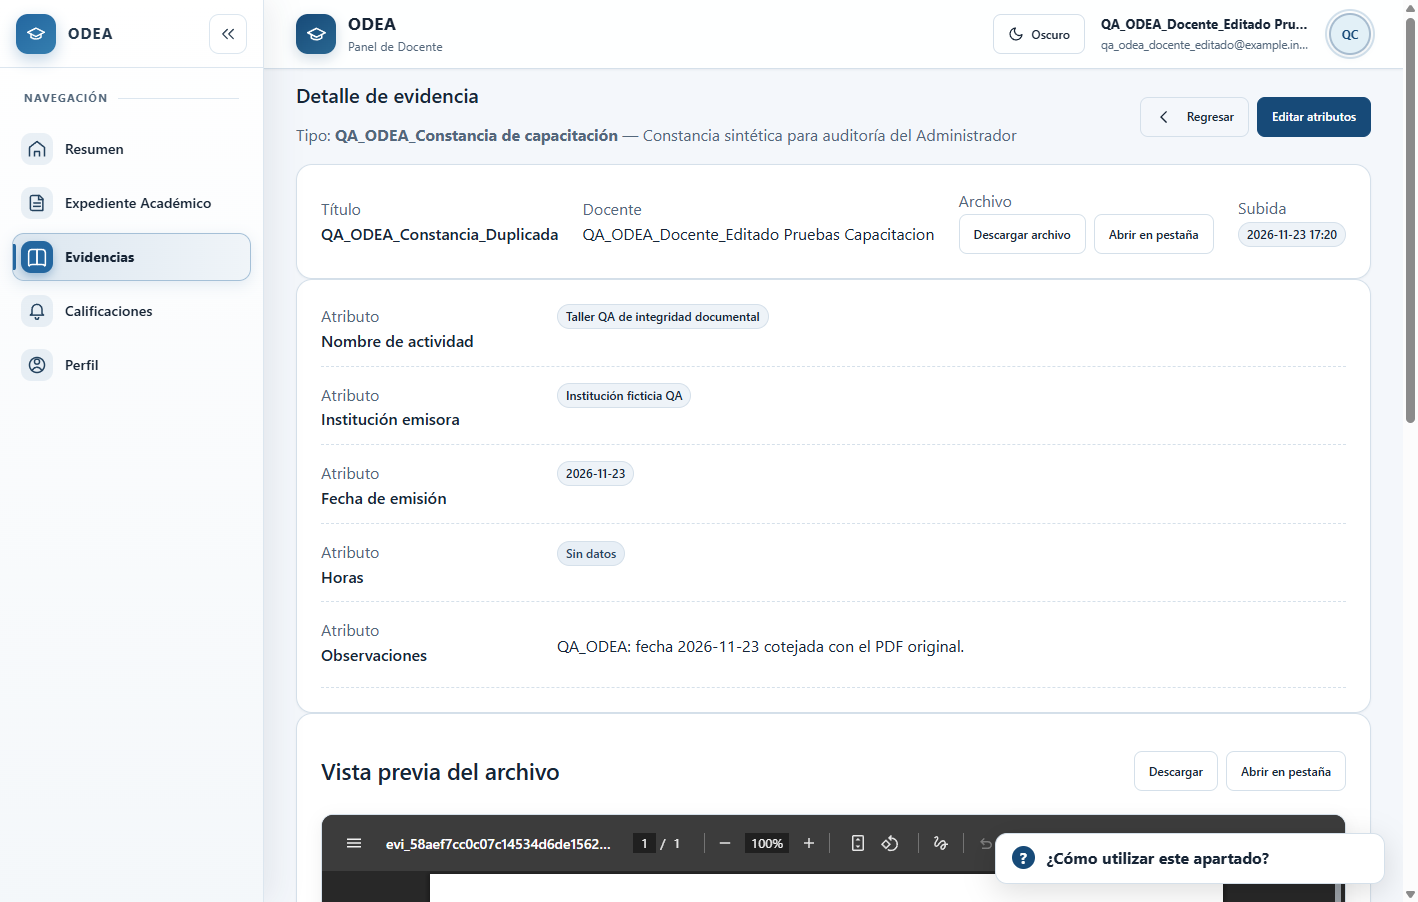 ODEA
NAVEGACIÓN
Resumen
Expediente Académico
Evidencias
Calificaciones
Perfil
ODEA
Panel de Docente
Oscuro
QA_ODEA_Docente_Editado Pru...
qa_odea_docente_editado@example.in...
QC
Detalle de evidencia
Tipo: QA_ODEA_Constancia de capacitación — Constancia sintética para auditoría del Administrador
Regresar
Editar atributos
Título
QA_ODEA_Constancia_Duplicada
Docente
QA_ODEA_Docente_Editado Pruebas Capacitacion
Archivo
Descargar archivo
Abrir en pestaña
Subida
2026-11-23 17:20
Atributo
Nombre de actividad
Taller QA de integridad documental
Atributo
Institución emisora
Institución ficticia QA
Atributo
Fecha de emisión
2026-11-23
Atributo
Horas
Sin datos
Atributo
Observaciones
QA_ODEA: fecha 2026-11-23 cotejada con el PDF original.
Vista previa del archivo
Descargar
Abrir en pestaña
evi_58aef7cc0c07c14534d6de1562...
1 / 1
100%
? ¿Cómo utilizar este apartado?